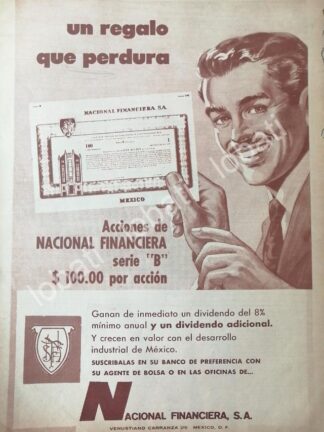 un regalo
que perdura
NACIONAL FINANCIERA, S.A.
100
MEXICO
Acciones de
NACIONAL FINANCIERA
serie "B"
$ 100.00 por acción
Ganan de inmediato un dividendo del 8%
mínimo anual y un dividendo adicional.
Y crecen en valor con el desarrollo
industrial de México.
SUSCRIBALAS EN SU BANCO DE PREFERENCIA CON
SU AGENTE DE BOLSA O EN LAS OFICINAS DE...
NACIONAL FINANCIERA, S.A.
VENUSTIANO CARRANZA 25 MEXICO, D. F.